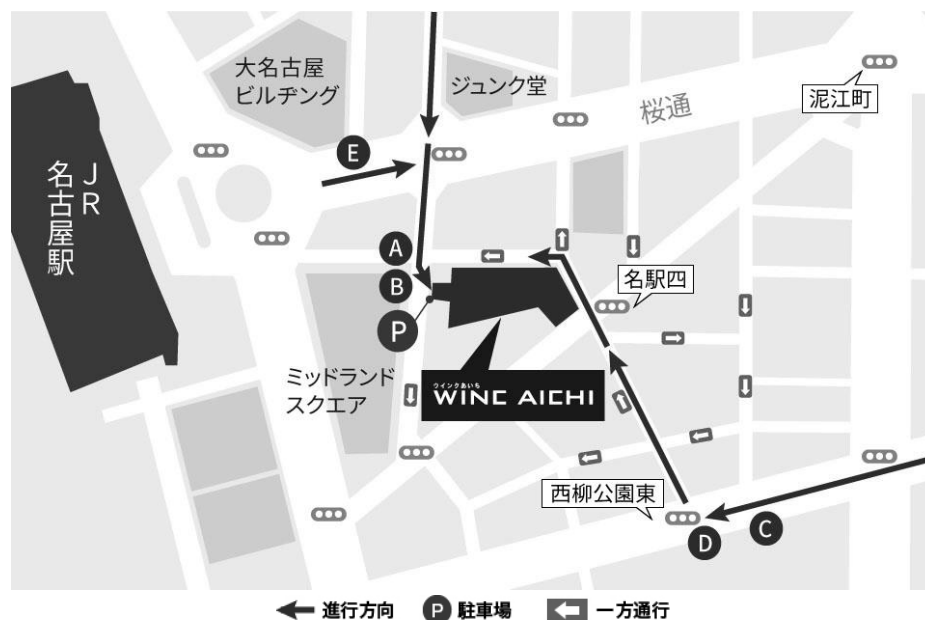 大名古屋
ビルヂング
ジュンク堂
桜通
泥江町
E
JR
名古屋駅
A
B
P
名駅四
ミッドランド
スクエア
ウインクあいち
WINC AICHI
西柳公園東
D
C
進行方向
P 駐車場
一方通行